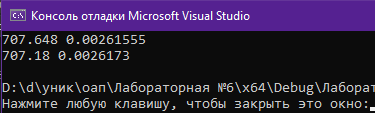 Консоль отладки Microsoft Visual Studio
707.648 0.00261555
707.18 0.0026173
D:\d\уник\оап\Лабораторная №6\x64\Debug\Лаборат
Нажмите любую клавишу, чтобы закрыть это окно: